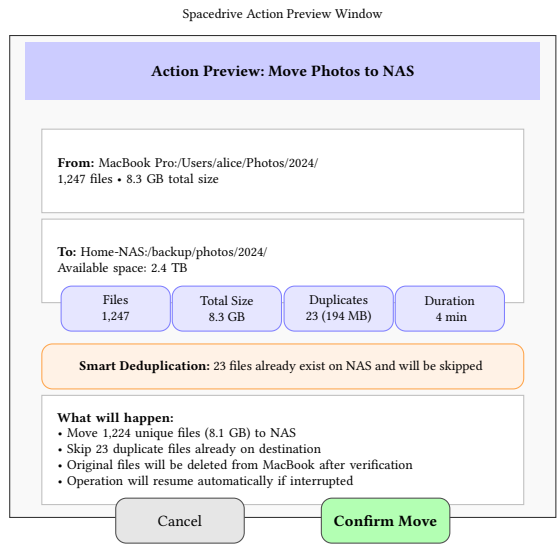 Spacedrive Action Preview Window
Action Preview: Move Photos to NAS
From: MacBook Pro:/Users/alice/Photos/2024/
1,247 files • 8.3 GB total size
To: Home-NAS:/backup/photos/2024/
Available space: 2.4 TB
Files
1,247
Total Size
8.3 GB
Duplicates
23 (194 MB)
Duration
4 min
Smart Deduplication: 23 files already exist on NAS and will be skipped
What will happen:
• Move 1,224 unique files (8.1 GB) to NAS
• Skip 23 duplicate files already on destination
• Original files will be deleted from MacBook after verification
• Operation will resume automatically if interrupted
Cancel
Confirm Move